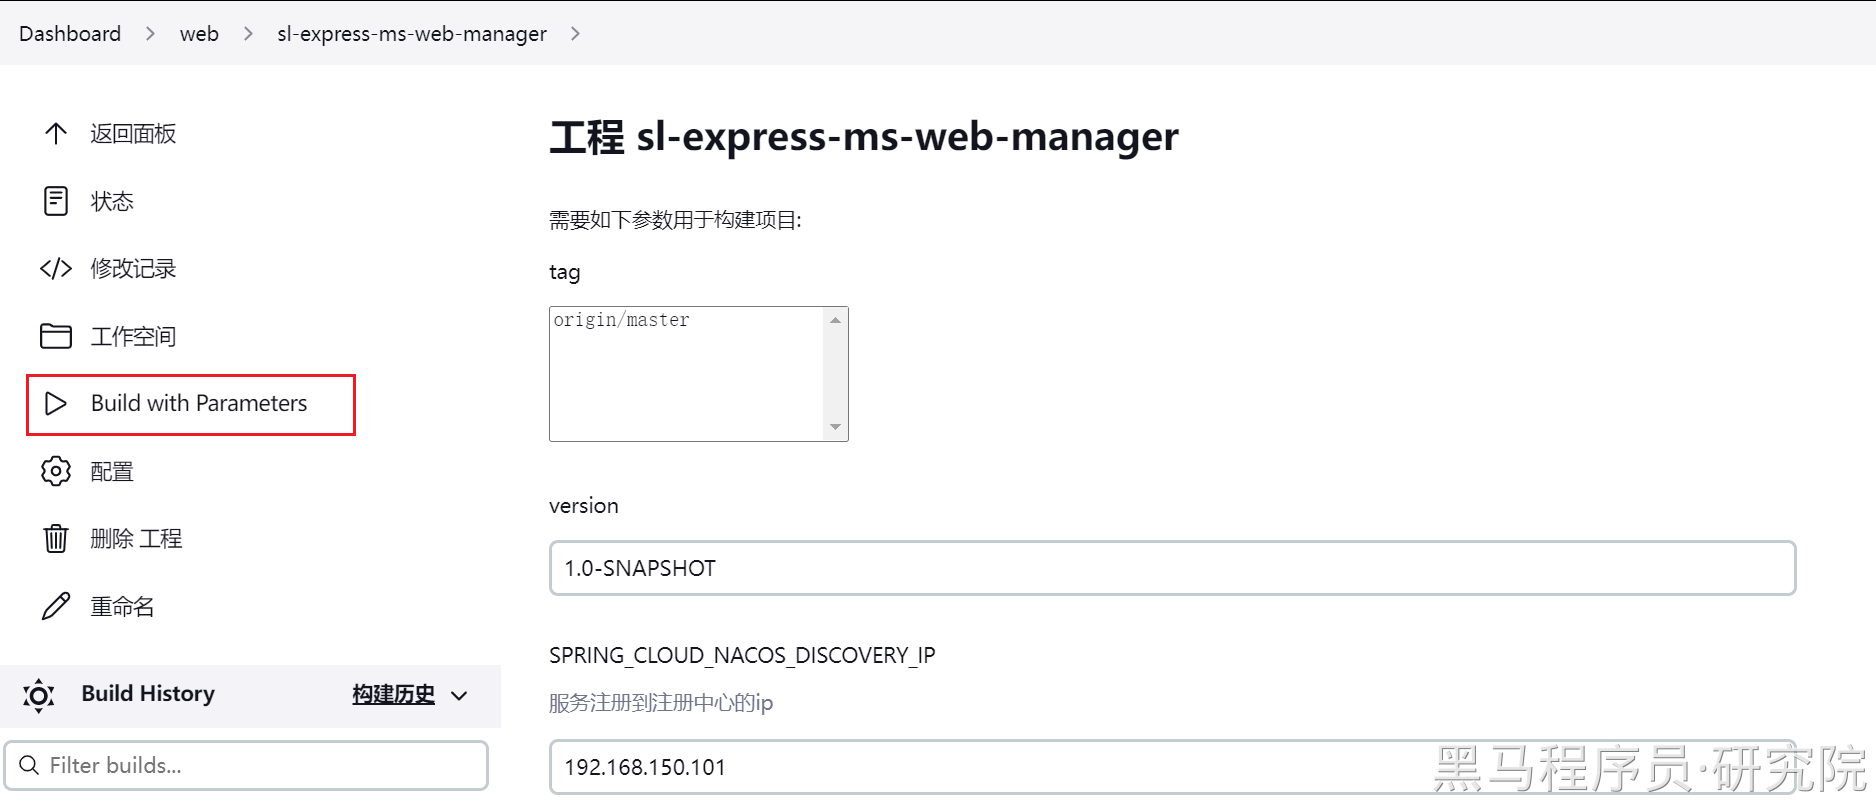 Dashboard > web > sl-express-ms-web-manager >
返回面板
状态
修改记录
工作空间
Build with Parameters
配置
删除 工程
重命名
Build History 构建历史
Filter builds...
工程 sl-express-ms-web-manager
需要如下参数用于构建项目:
tag
origin/master
version
1.0-SNAPSHOT
SPRING_CLOUD_NACOS_DISCOVERY_IP
服务注册到注册中心的ip
192.168.150.101
黑马程序员·研究院